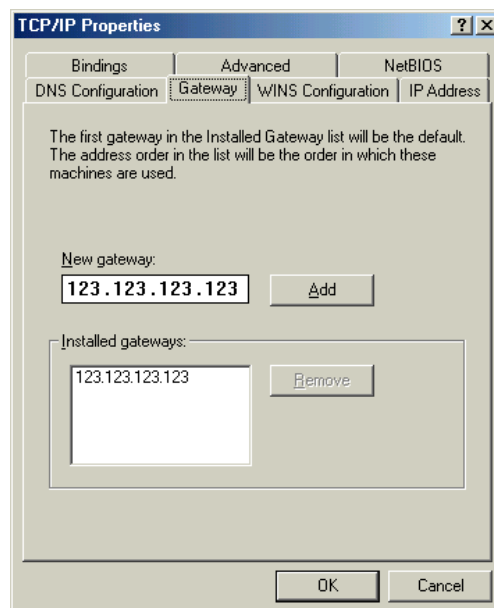 TCP/IP Properties
? ×
Bindings Advanced NetBIOS
DNS Configuration Gateway WINS Configuration IP Address
The first gateway in the Installed Gateway list will be the default.
The address order in the list will be the order in which these
machines are used.
New gateway:
123.123.123.123 Add
Installed gateways:
123.123.123.123 Remove
OK Cancel